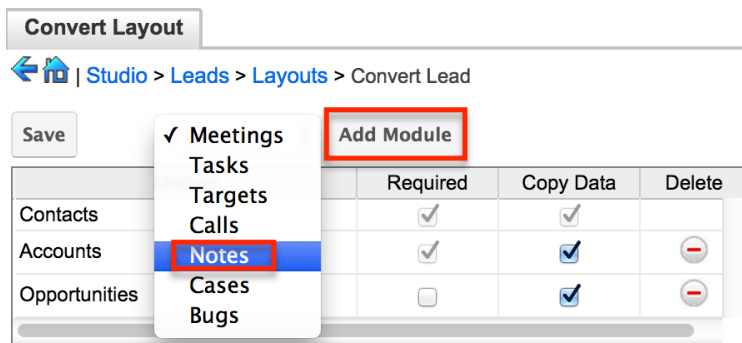 Convert Layout
| Studio > Leads > Layouts > Convert Lead
Save
✓ Meetings
Add Module
Tasks
Targets
Calls
Notes
Cases
Bugs
Required Copy Data Delete
Contacts
Accounts
Opportunities